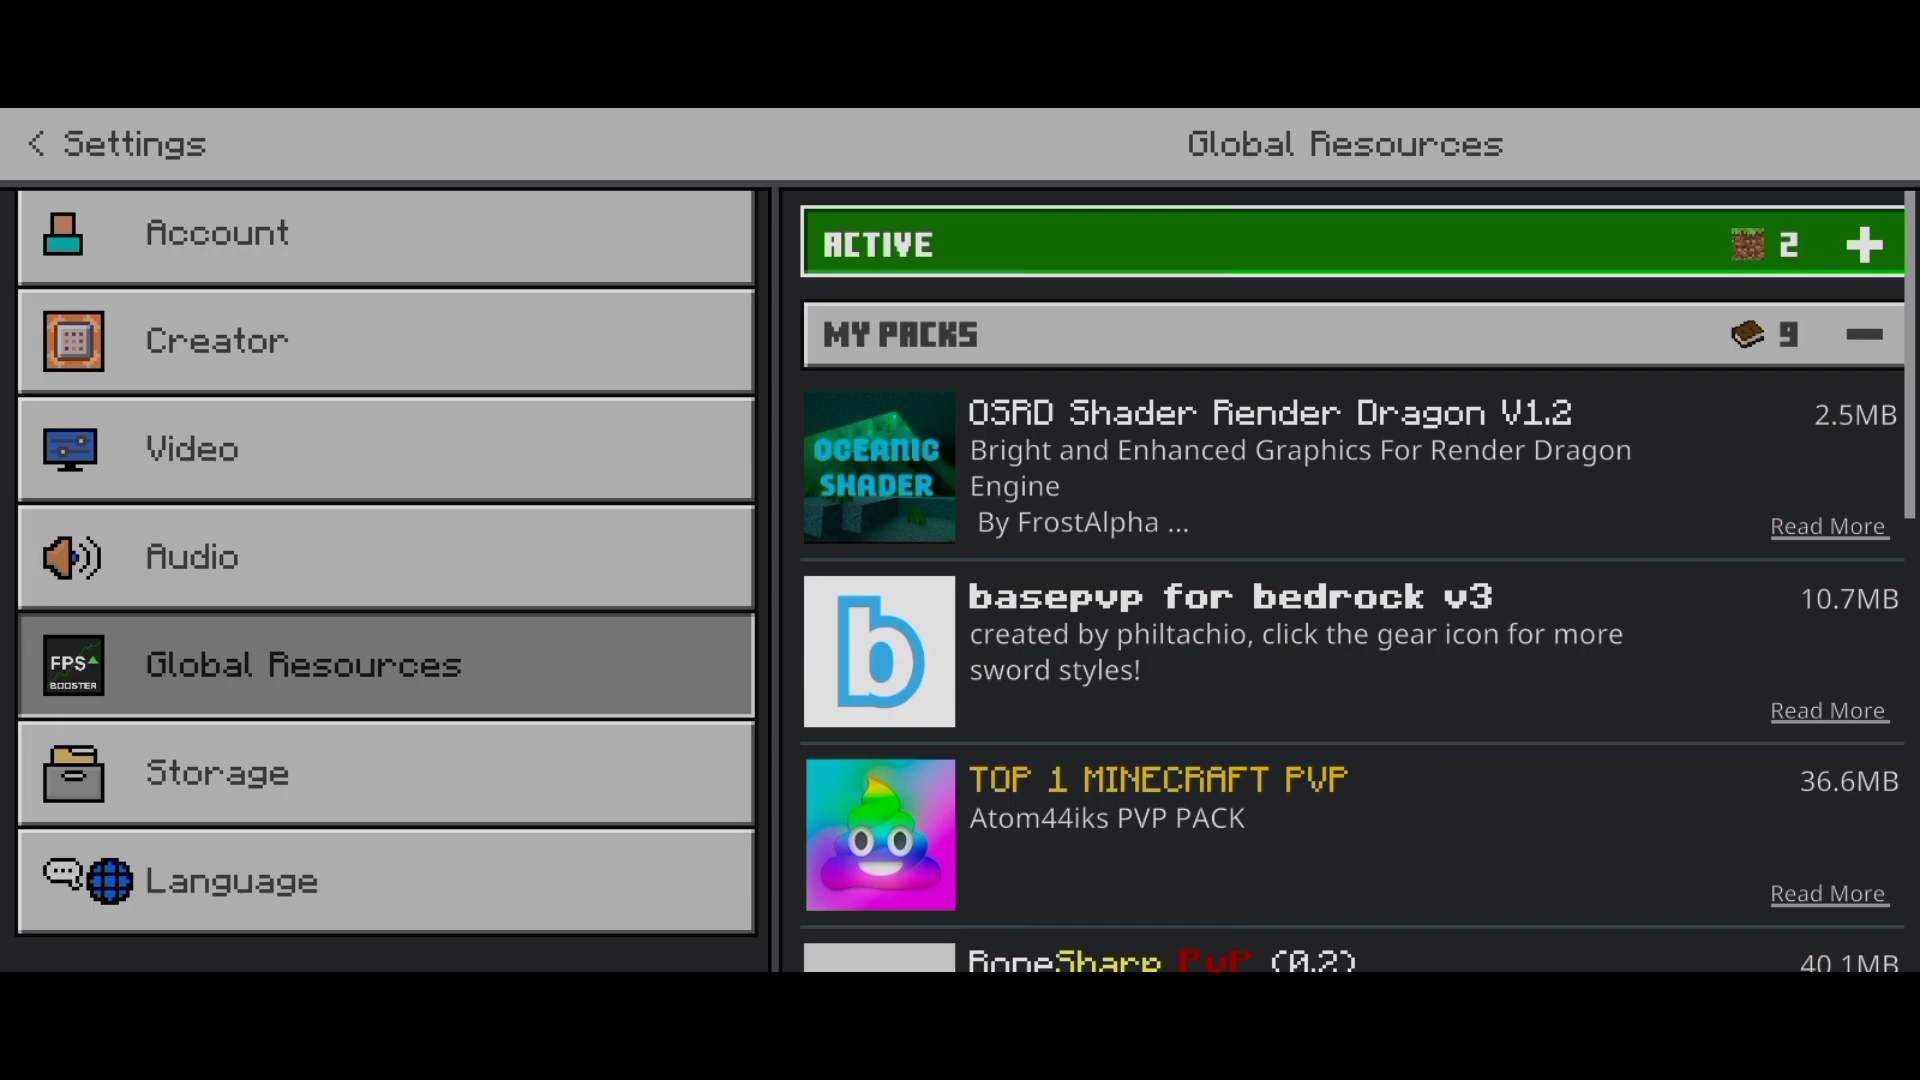 Settings
Global Resources
Account
Creator
Video
Audio
FPS
BOOSTER
Global Resources
Storage
Language
ACTIVE
2
MY PACKS
9
OCEANIC
SHADER
OSRD Shader Render Dragon V1.2
2.5MB
Bright and Enhanced Graphics For Render Dragon
Engine
By FrostAlpha ...
Read More
b
basepvp for bedrock v3
10.7MB
created by philtachio, click the gear icon for more
sword styles!
Read More
TOP 1 MINECRAFT PVP
36.6MB
Atom44iks PVP PACK
Read More
PvP (0.2)
40.1MB